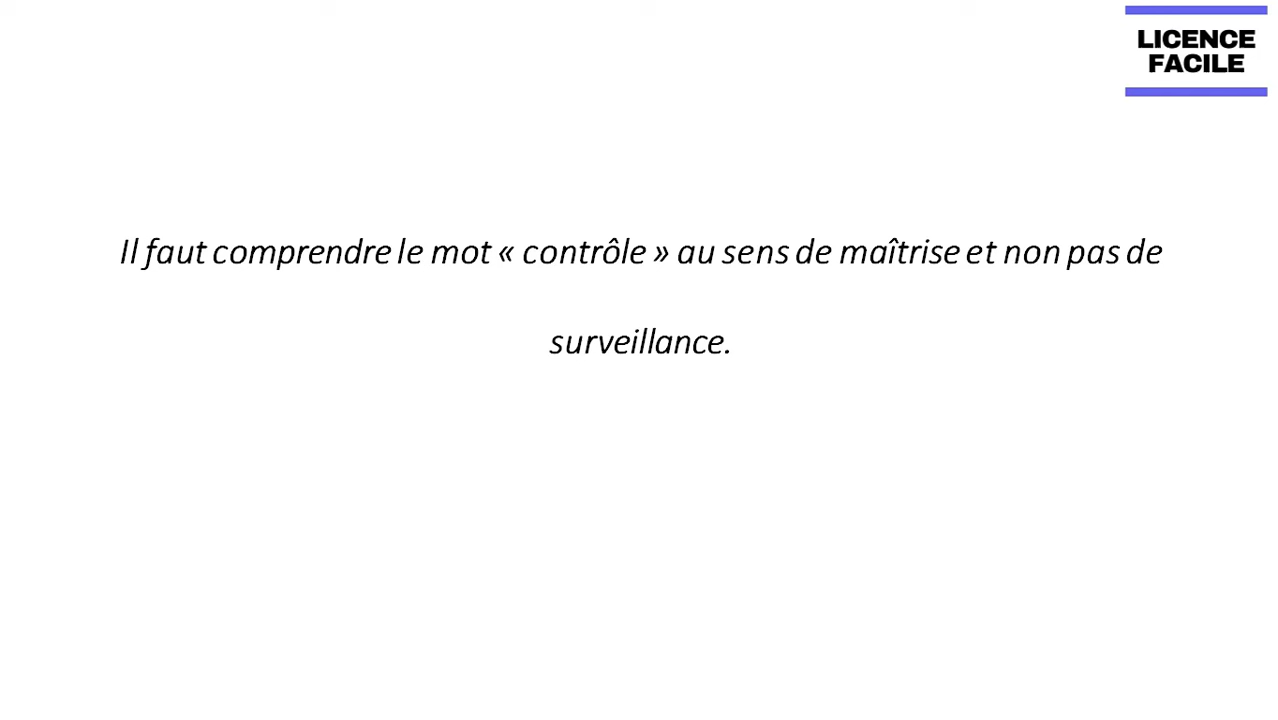 LICENCE
FACILE
Il faut comprendre le mot « contrôle » au sens de maîtrise et non pas de
surveillance.